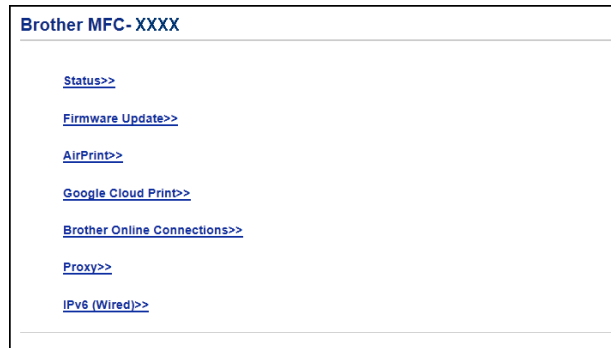 Brother MFC- XXXX
Status>>
Firmware Update>>
AirPrint>>
Google Cloud Print>>
Brother Online Connections>>
Proxy>>
IPv6 (Wired)>>